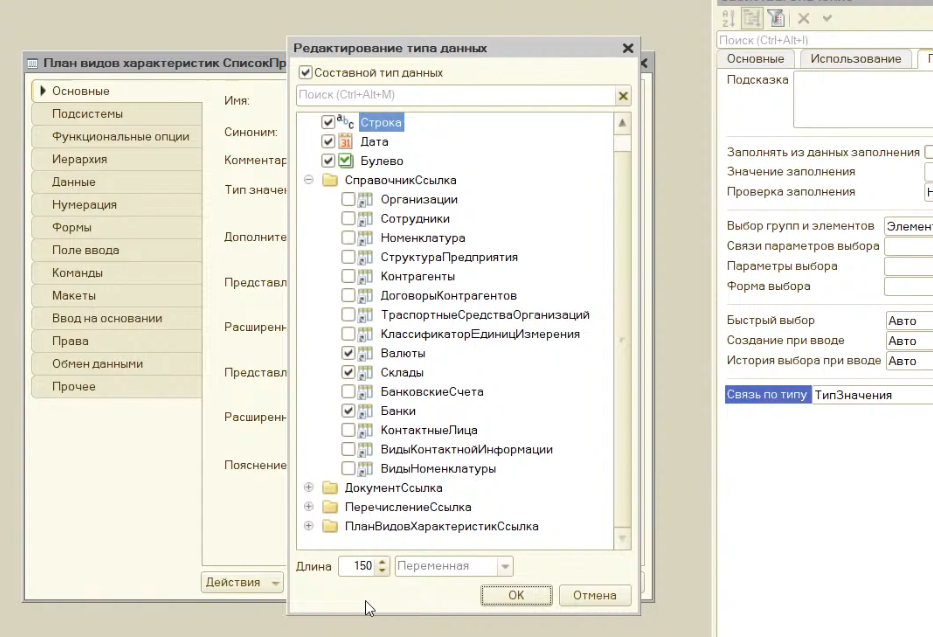 Редактирование типа данных
Составной тип данных
Поиск (Ctrl+Alt+M)
Строка
Дата
Булево
СправочникСсылка
Организации
Сотрудники
Номенклатура
СтруктураПредприятия
Контрагенты
ДоговорыКонтрагентов
ТраспортныеСредстваОрганизаций
КлассификаторЕдиницИзмерения
Валюты
Склады
БанковскиеСчета
Банки
КонтактныеЛица
ВидыКонтактнойИнформации
ВидыНоменклатуры
ДокументСсылка
ПеречислениеСсылка
ПланВидовХарактеристикСсылка
Длина 150 Переменная
ОК Отмена
План видов характеристик СписокПр
Основные
Подсистемы
Функциональные опции
Иерархия
Данные
Нумерация
Формы
Поле ввода
Команды
Макеты
Ввод на основании
Права
Обмен данными
Прочее
Имя:
Синоним:
Комментар
Тип значен
Дополните
Представл
Расширенн
Представл
Расширенн
Пояснение
Действия
Поиск (Ctrl+Alt+I)
Основные Использование
Подсказка
Заполнять из данных заполнения
Значение заполнения
Проверка заполнения
Выбор групп и элементов Элемен
Связи параметров выбора
Параметры выбора
Форма выбора
Быстрый выбор Авто
Создание при вводе Авто
История выбора при вводе Авто
Связь по типу ТипЗначения